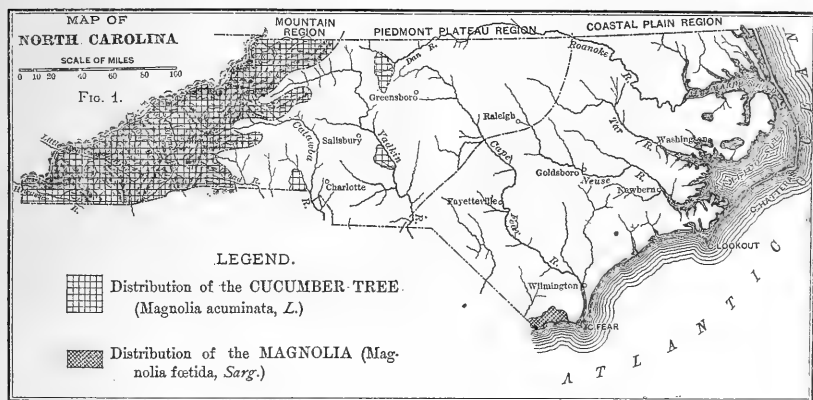 MAP OF
NORTH CAROLINA
SCALE OF MILES
0 10 20 40 60 80 100
FIG. 1.
MOUNTAIN
REGION
PIEDMONT PLATEAU REGION
COASTAL PLAIN REGION
Dan R.
Roanoke R.
Greensboro
Raleigh
Tar R.
Washington
Catawba R.
Salisbury
Yadkin R.
Charlotte
Cape Fear R.
Goldsboro
Neuse R.
Newbern
Fayetteville
Wilmington
C. LOOKOUT
C. HATTERAS
C. FEAR
Little
ATLANTIC
LEGEND.
Distribution of the CUCUMBER TREE
(Magnolia acuminata, L.)
Distribution of the MAGNOLIA (Mag-
nolia fœtida, Sarg.)